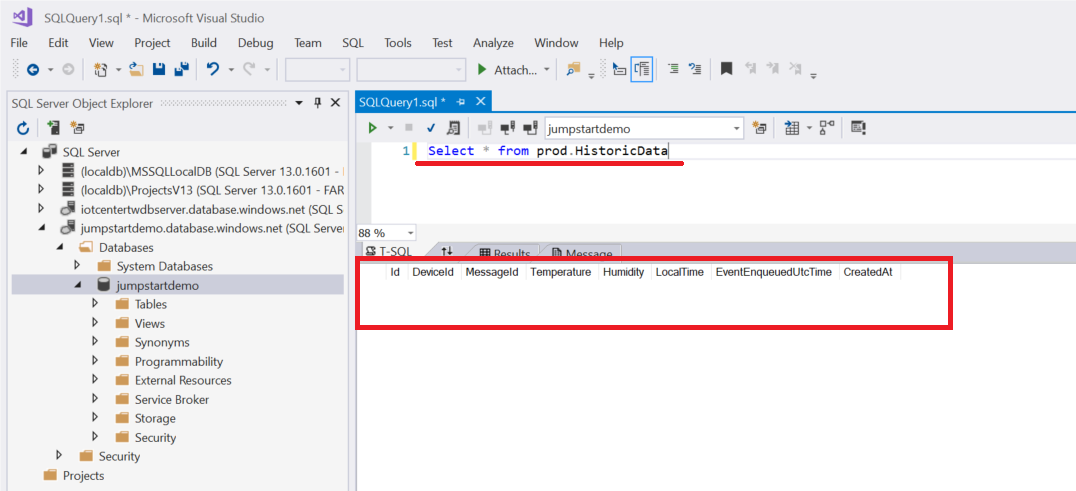 SQLQuery1.sql * - Microsoft Visual Studio
File Edit View Project Build Debug Team SQL Tools Test Analyze Window Help
Attach...
SQL Server Object Explorer
SQLQuery1.sql *
jumpstartdemo
1 Select * from prod.HistoricData
SQL Server
(localdb)\MSSQLLocalDB (SQL Server 13.0.1601 -
(localdb)\ProjectsV13 (SQL Server 13.0.1601 - FAR
iotcentertwdbserver.database.windows.net (SQL S
jumpstartdemo.database.windows.net (SQL Server
Databases
System Databases
jumpstartdemo
Tables
Views
Synonyms
Programmability
External Resources
Service Broker
Storage
Security
Security
Projects
88 %
T-SQL Results Message
Id DeviceId MessageId Temperature Humidity LocalTime EventEnqueuedUtcTime CreatedAt